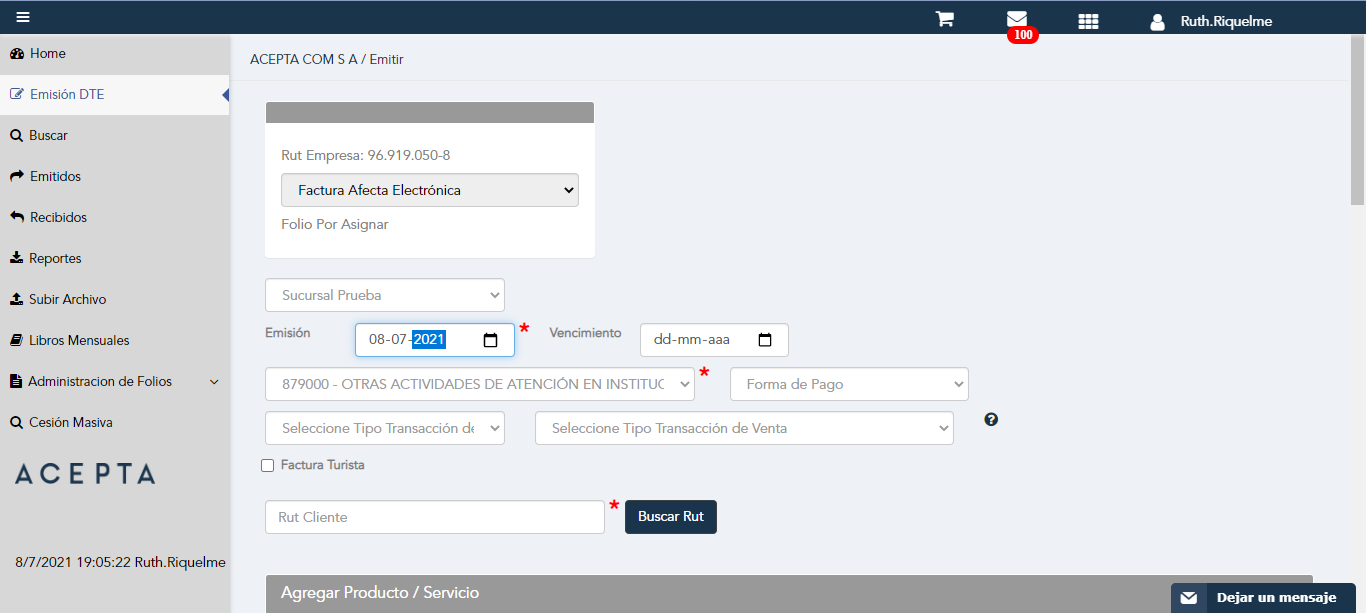 100
Ruth.Riquelme
Home
Emisión DTE
Buscar
Emitidos
Recibidos
Reportes
Subir Archivo
Libros Mensuales
Administracion de Folios
Cesión Masiva
ACEPTA
8/7/2021 19:05:22 Ruth.Riquelme
ACEPTA COM S A / Emitir
Rut Empresa: 96.919.050-8
Factura Afecta Electrónica
Folio Por Asignar
Sucursal Prueba
Emisión 08-07-2021 * Vencimiento dd-mm-aaa
879000 - OTRAS ACTIVIDADES DE ATENCIÓN EN INSTITUC * Forma de Pago
Seleccione Tipo Transacción de Seleccione Tipo Transacción de Venta ?
Factura Turista
Rut Cliente * Buscar Rut
Agregar Producto / Servicio
Dejar un mensaje